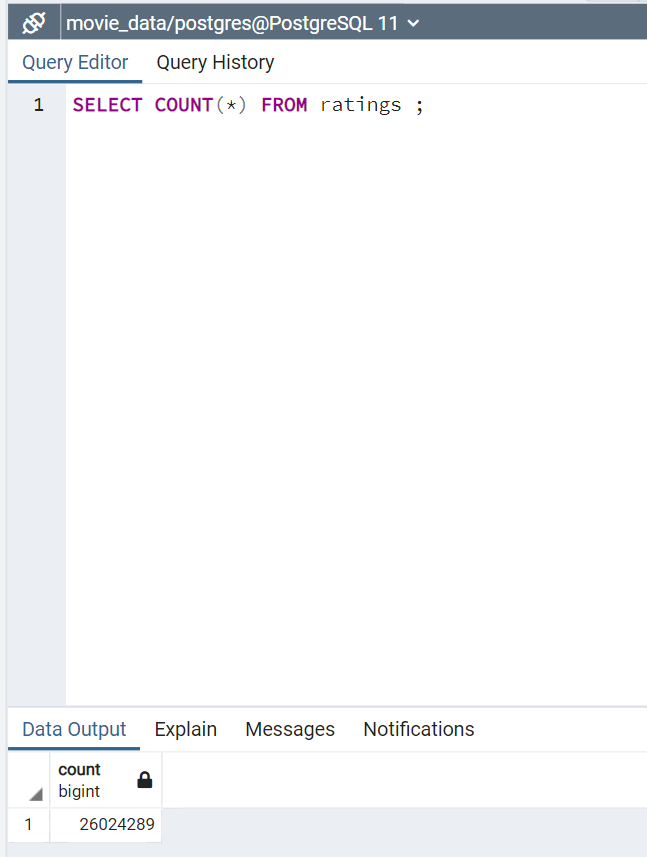 movie_data/postgres@PostgreSQL 11
Query Editor Query History
1 SELECT COUNT(*) FROM ratings ;
Data Output Explain Messages Notifications
count
bigint
1 26024289